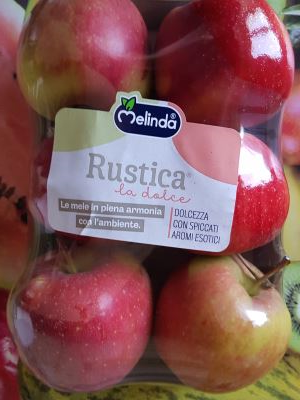 Melinda®
Rustica®
la dolce
Le mele in piena armonia
con l'ambiente.
DOLCEZZA
CON SPICCATI
AROMI ESOTICI